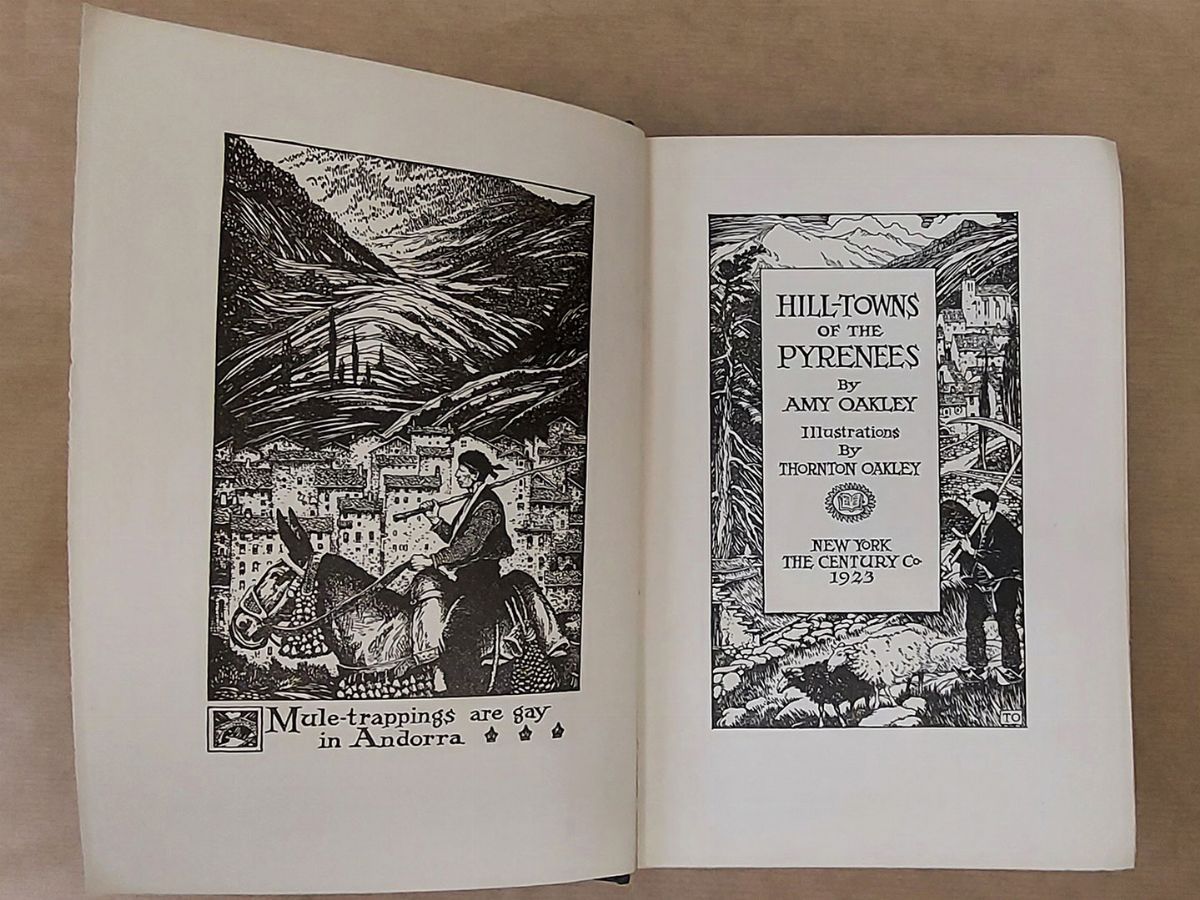 Mule-trappings are gay
in Andorra
HILL-TOWNS
OF THE
PYRENEES
By
AMY OAKLEY
Illustrations
By
THORNTON OAKLEY
NEW YORK
THE CENTURY Co.
1923
TO